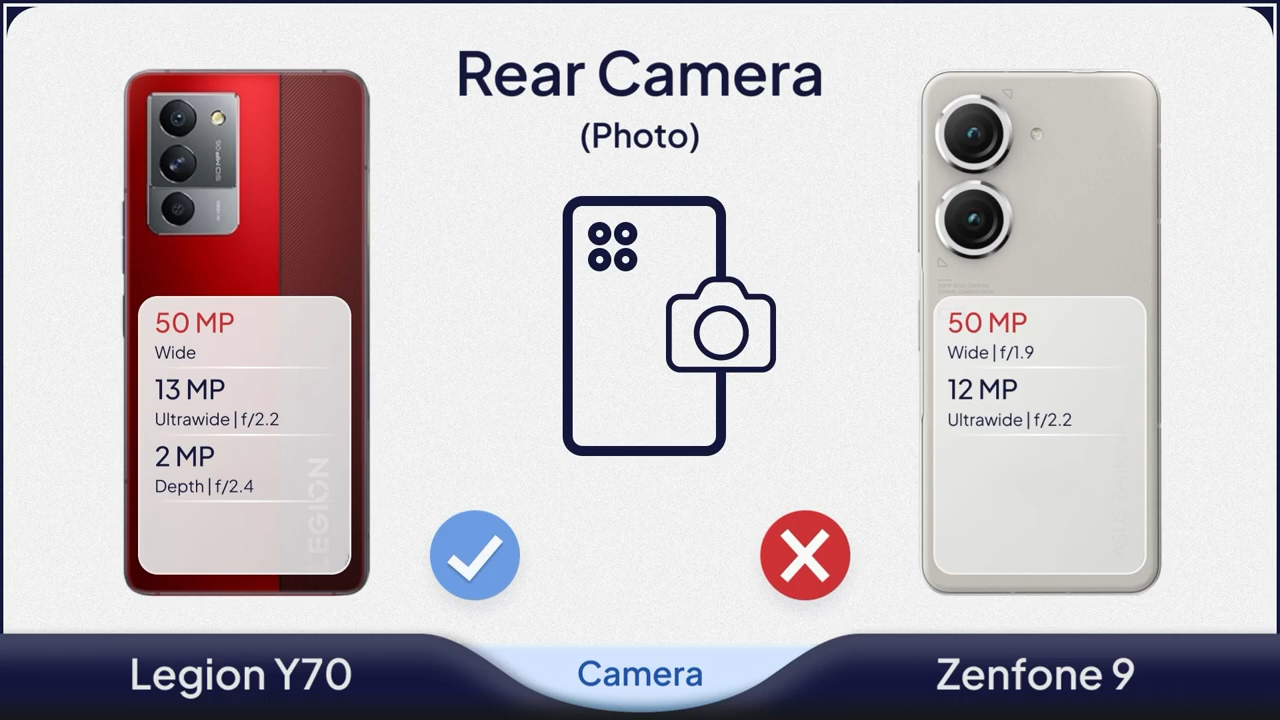 Rear Camera
(Photo)
50 MP
Wide
13 MP
Ultrawide | f/2.2
2 MP
Depth | f/2.4
LEGION
50 MP
Wide | f/1.9
12 MP
Ultrawide | f/2.2
Legion Y70
Camera
Zenfone 9